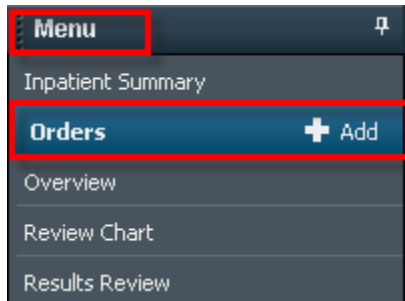 Menu
Inpatient Summary
Orders Add
Overview
Review Chart
Results Review